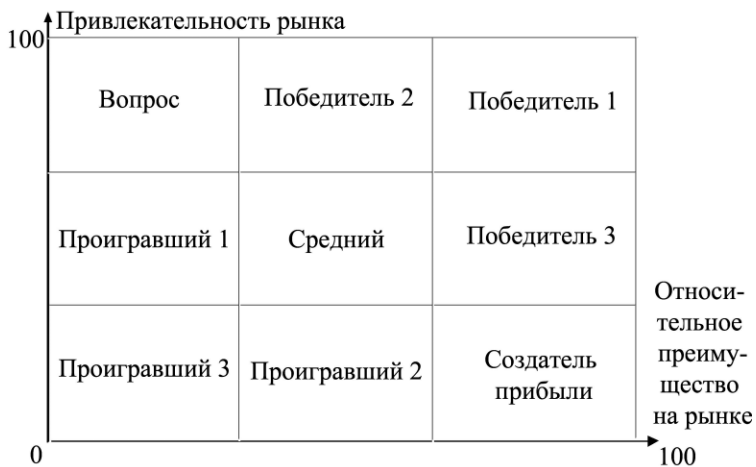 Привлекательность рынка
100
Вопрос
Победитель 2
Победитель 1
Проигравший 1
Средний
Победитель 3
Проигравший 3
Проигравший 2
Создатель
прибыли
Относи-
тельное
преиму-
щество
на рынке
0
100